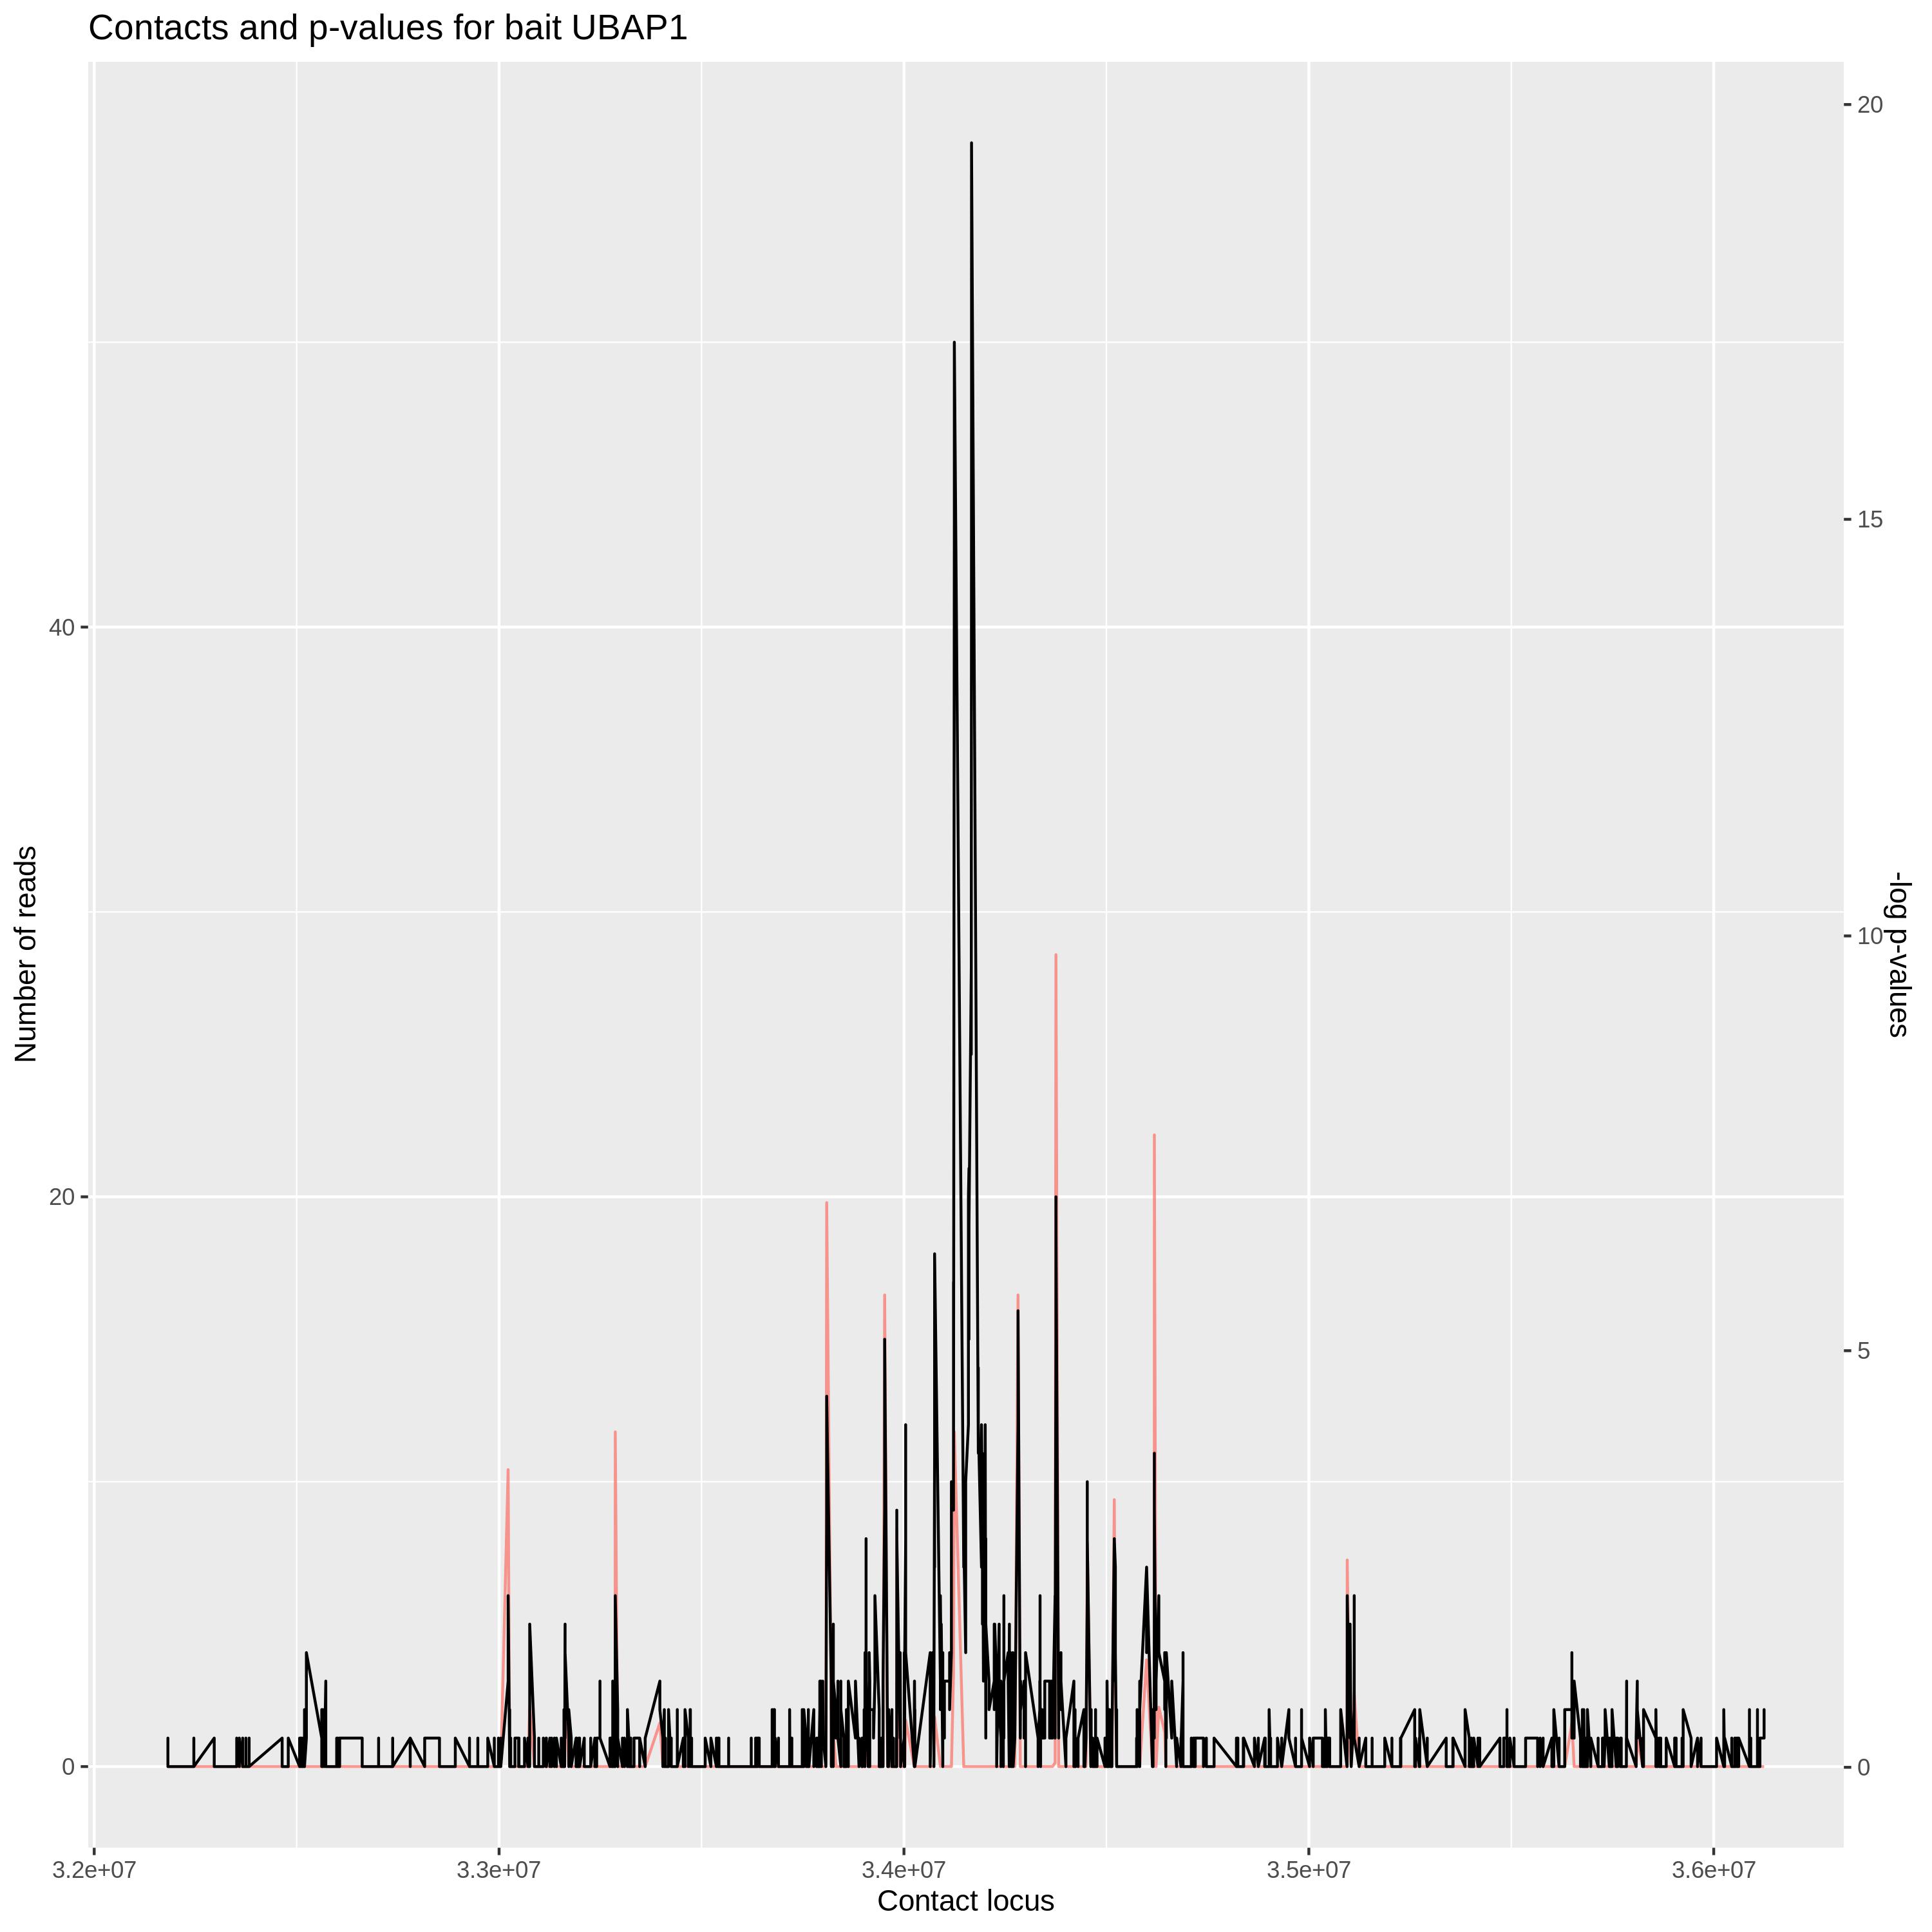 Contacts and p-values for bait UBAP1
Number of reads
40
20
0
20
15
10
5
0
-log p-values
3.2e+07
3.3e+07
3.4e+07
3.5e+07
3.6e+07
Contact locus